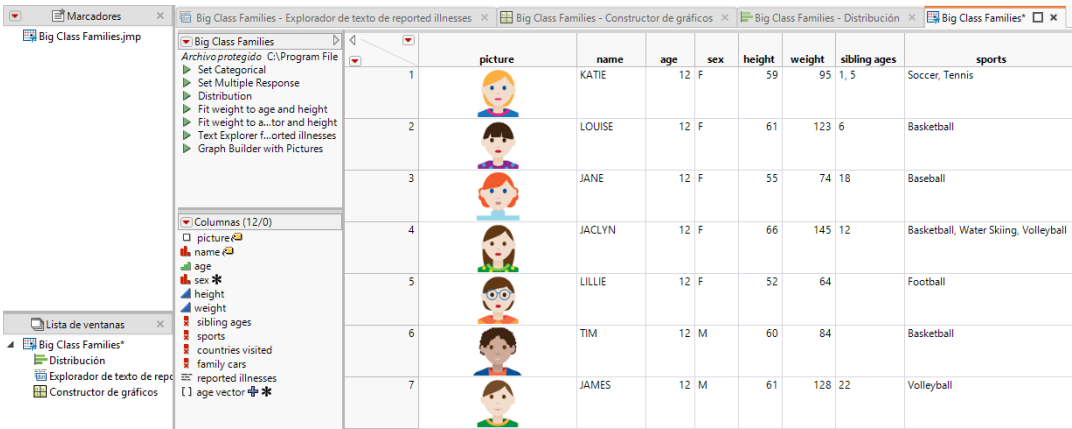 Marcadores
Big Class Families.jmp
Lista de ventanas
Big Class Families*
Distribución
Explorador de texto de repo
Constructor de gráficos
Big Class Families - Explorador de texto de reported illnesses
Big Class Families - Constructor de gráficos
Big Class Families - Distribución
Big Class Families*
Big Class Families
Archivo protegido C:\Program File
Set Categorical
Set Multiple Response
Distribution
Fit weight to age and height
Fit weight to a...tor and height
Text Explorer f...orted illnesses
Graph Builder with Pictures
Columnas (12/0)
picture
name
age
sex
height
weight
sibling ages
sports
countries visited
family cars
reported illnesses
age vector
picture name age sex height weight sibling ages sports
1 KATIE 12 F 59 95 1, 5 Soccer, Tennis
2 LOUISE 12 F 61 123 6 Basketball
3 JANE 12 F 55 74 18 Baseball
4 JACLYN 12 F 66 145 12 Basketball, Water Skiing, Volleyball
5 LILLIE 12 F 52 64 Football
6 TIM 12 M 60 84 Basketball
7 JAMES 12 M 61 128 22 Volleyball